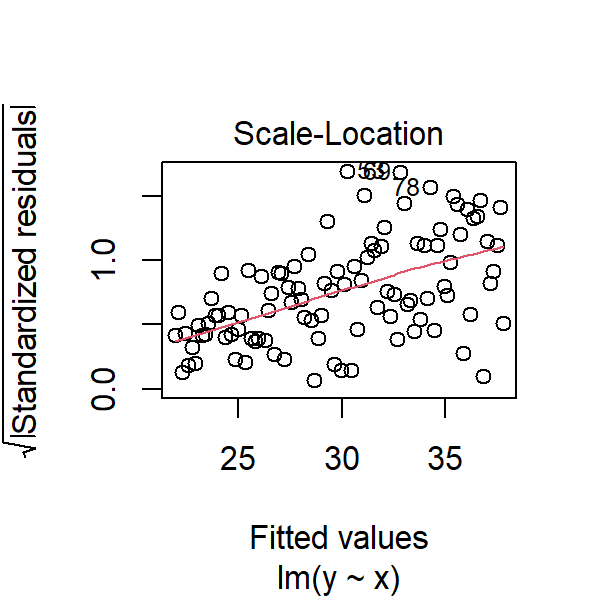 Scale-Location
√|Standardized residuals|
0.0 1.0
78
25 30 35
Fitted values
lm(y ~ x)